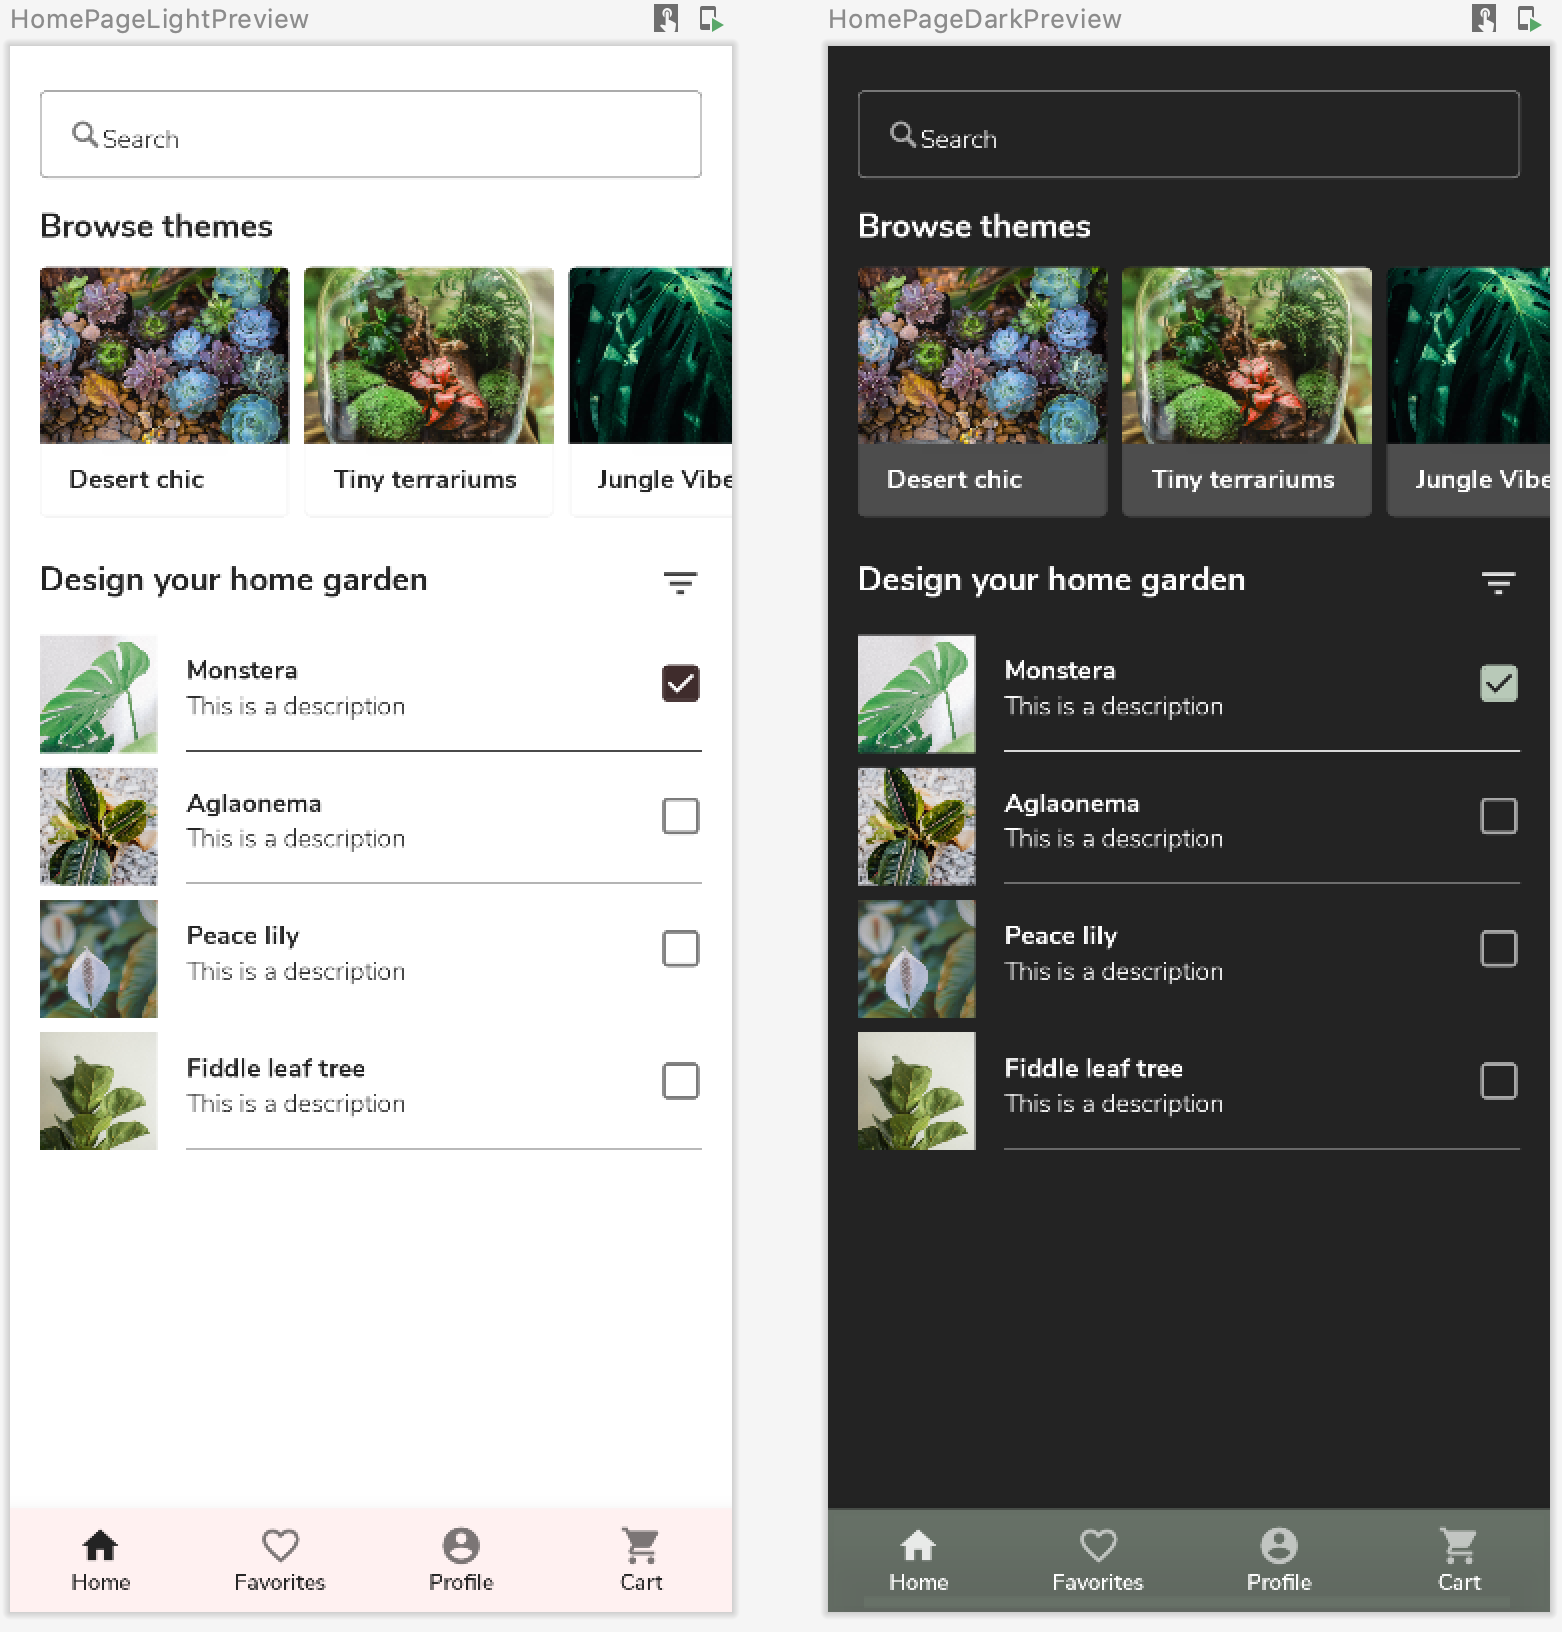 HomePageLightPreview
Search
Browse themes
Desert chic
Tiny terrariums
Jungle Vibe
Design your home garden
Monstera
This is a description
Aglaonema
This is a description
Peace lily
This is a description
Fiddle leaf tree
This is a description
Home
Favorites
Profile
Cart
HomePageDarkPreview
Search
Browse themes
Desert chic
Tiny terrariums
Jungle Vibe
Design your home garden
Monstera
This is a description
Aglaonema
This is a description
Peace lily
This is a description
Fiddle leaf tree
This is a description
Home
Favorites
Profile
Cart